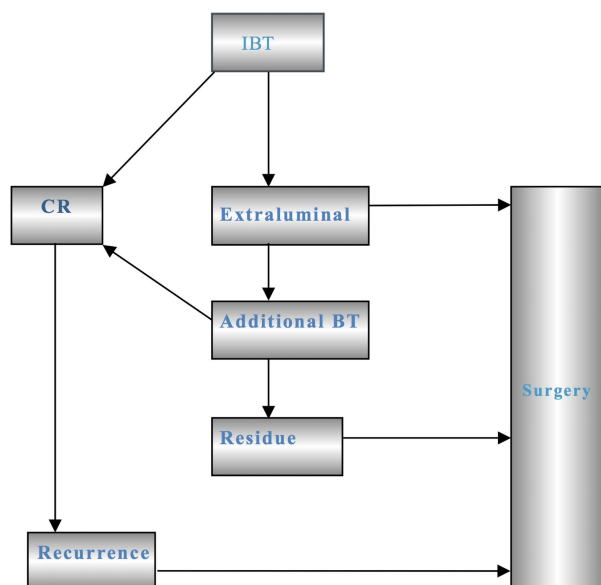 IBT
CR
Extraluminal
Additional BT
Surgery
Residue
Recurrence